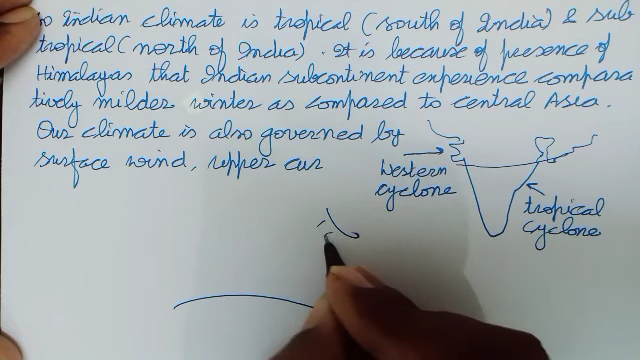 So Indian climate is tropical (south of India) & sub
tropical (north of India). It is because of presence of
Himalayas that Indian subcontinent experience compara
tively milder winter as compared to central Asia.
Our climate is also governed by
surface wind, upper cur
western
cyclone
tropical
cyclone